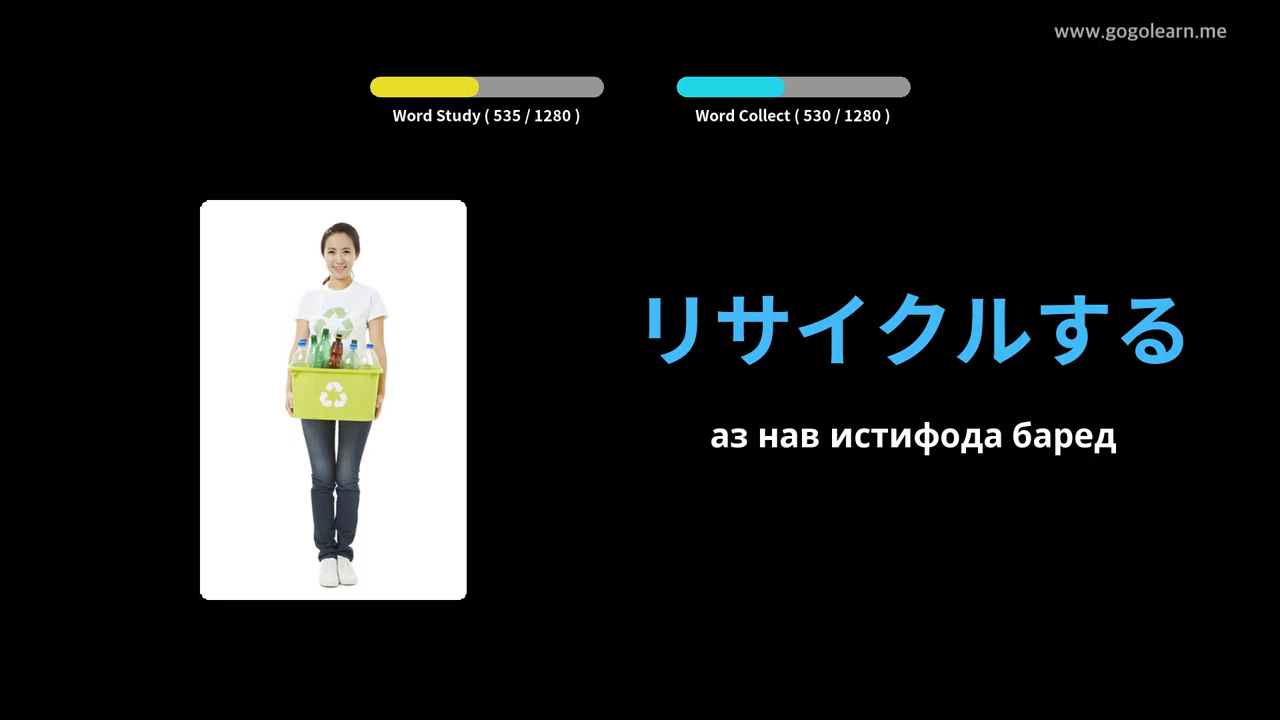 www.gogolearn.me
Word Study ( 535 / 1280 )
Word Collect ( 530 / 1280 )
リサイクルする
аз нав истифода баред